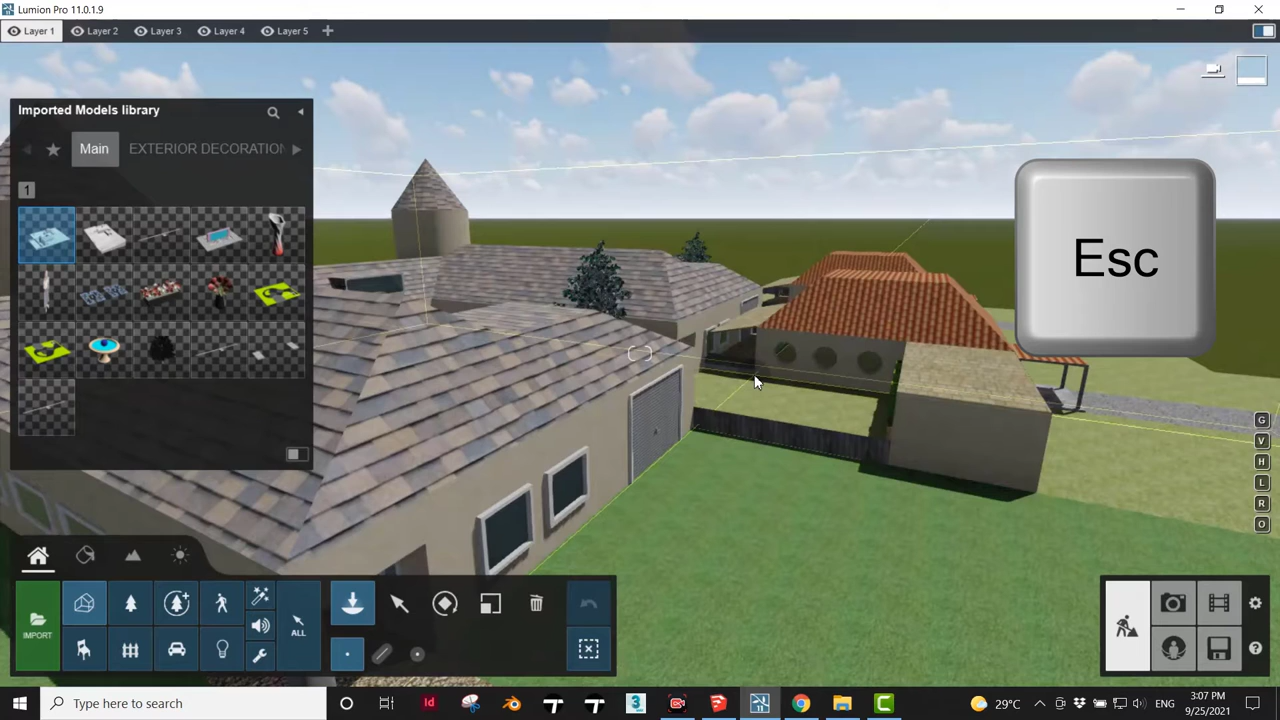 Lumion Pro 11.0.1.9
Layer 1
Layer 2
Layer 3
Layer 4
Layer 5
Imported Models library
Main
EXTERIOR DECORATION
1
Esc
G
V
H
L
R
O
IMPORT
ALL
Type here to search
29°C
ENG
3:07 PM
9/25/2021